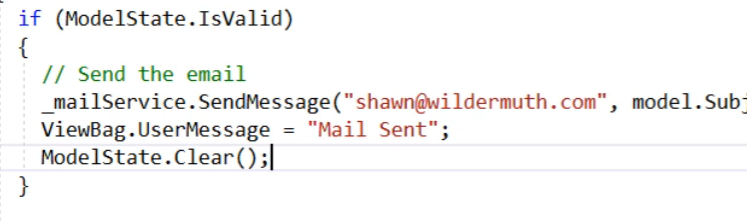 if (ModelState.IsValid)
{
// Send the email
_mailService.SendMessage("shawn@wildermuth.com", model.Subj
ViewBag.UserMessage = "Mail Sent";
ModelState.Clear();
}